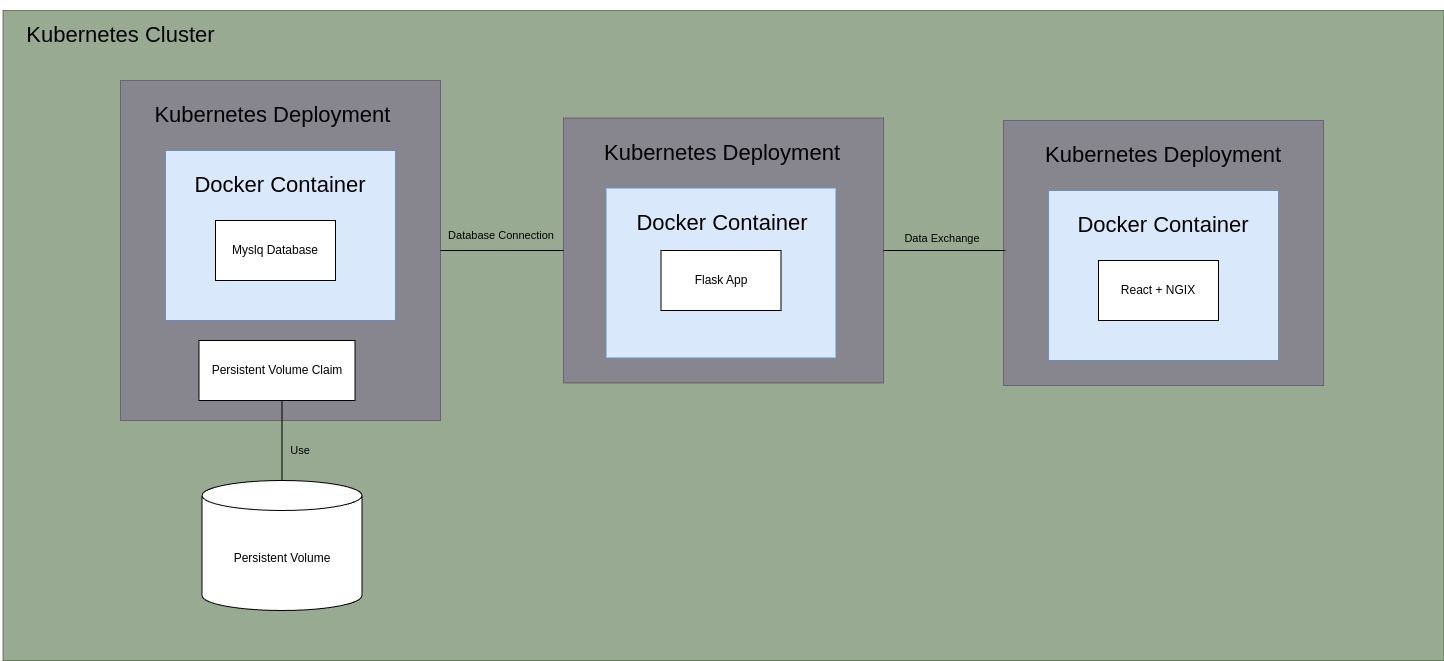 Kubernetes Cluster
Kubernetes Deployment
Docker Container
Myslq Database
Persistent Volume Claim
Use
Persistent Volume
Database Connection
Kubernetes Deployment
Docker Container
Flask App
Data Exchange
Kubernetes Deployment
Docker Container
React + NGIX